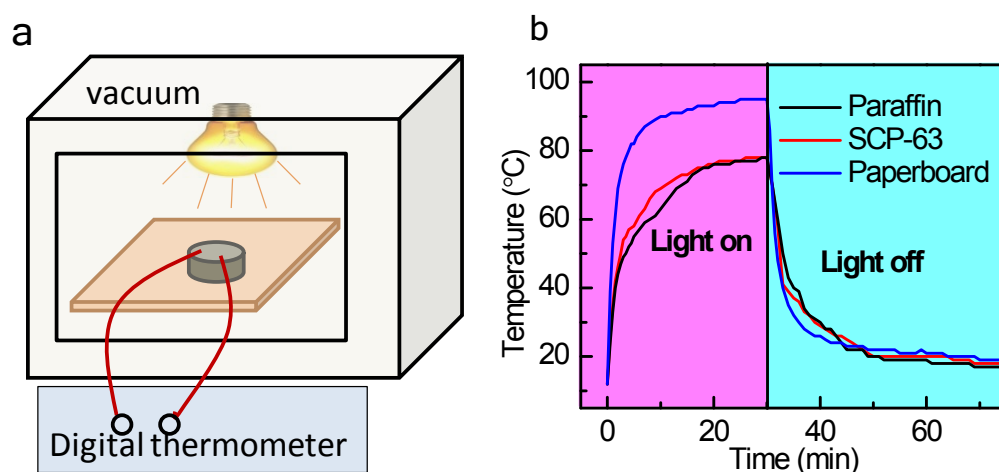 a
vacuum
Digital thermometer
b
Temperature (°C)
100
80
60
40
20
Paraffin
SCP-63
Paperboard
Light on
Light off
0 20 40 60
Time (min)